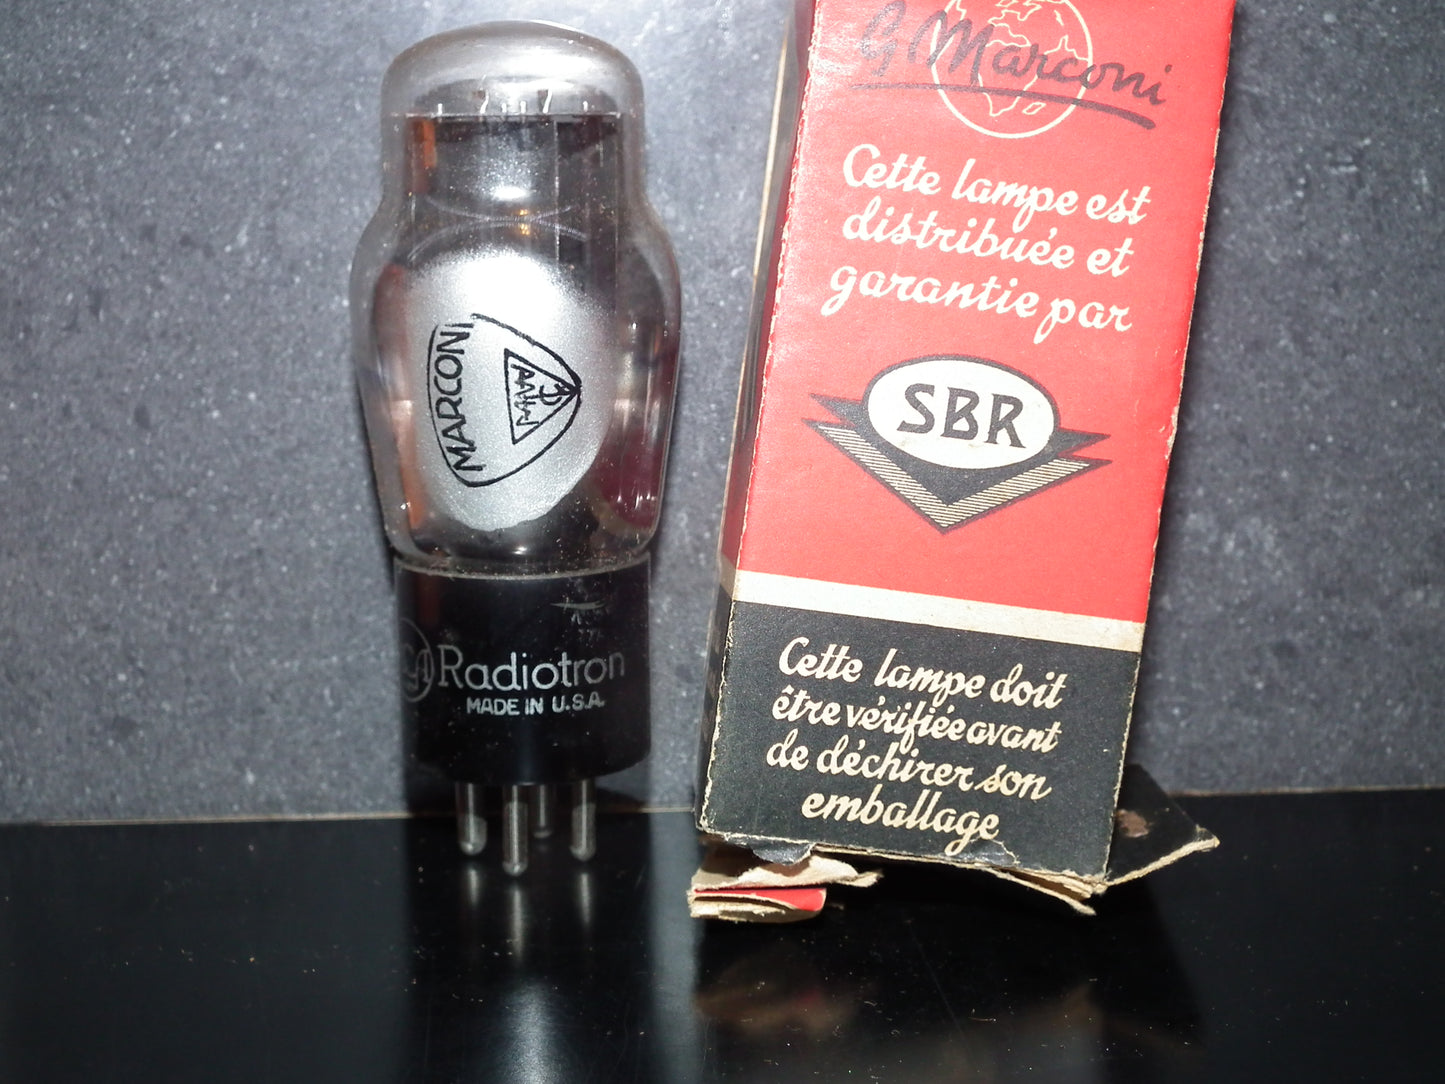 MARCONI
Radiotron
MADE IN U.S.A.
G Marconi
Cette lampe est
distribuée et
garantie par
SBR
Cette lampe doit
être vérifiée avant
de déchirer son
emballage